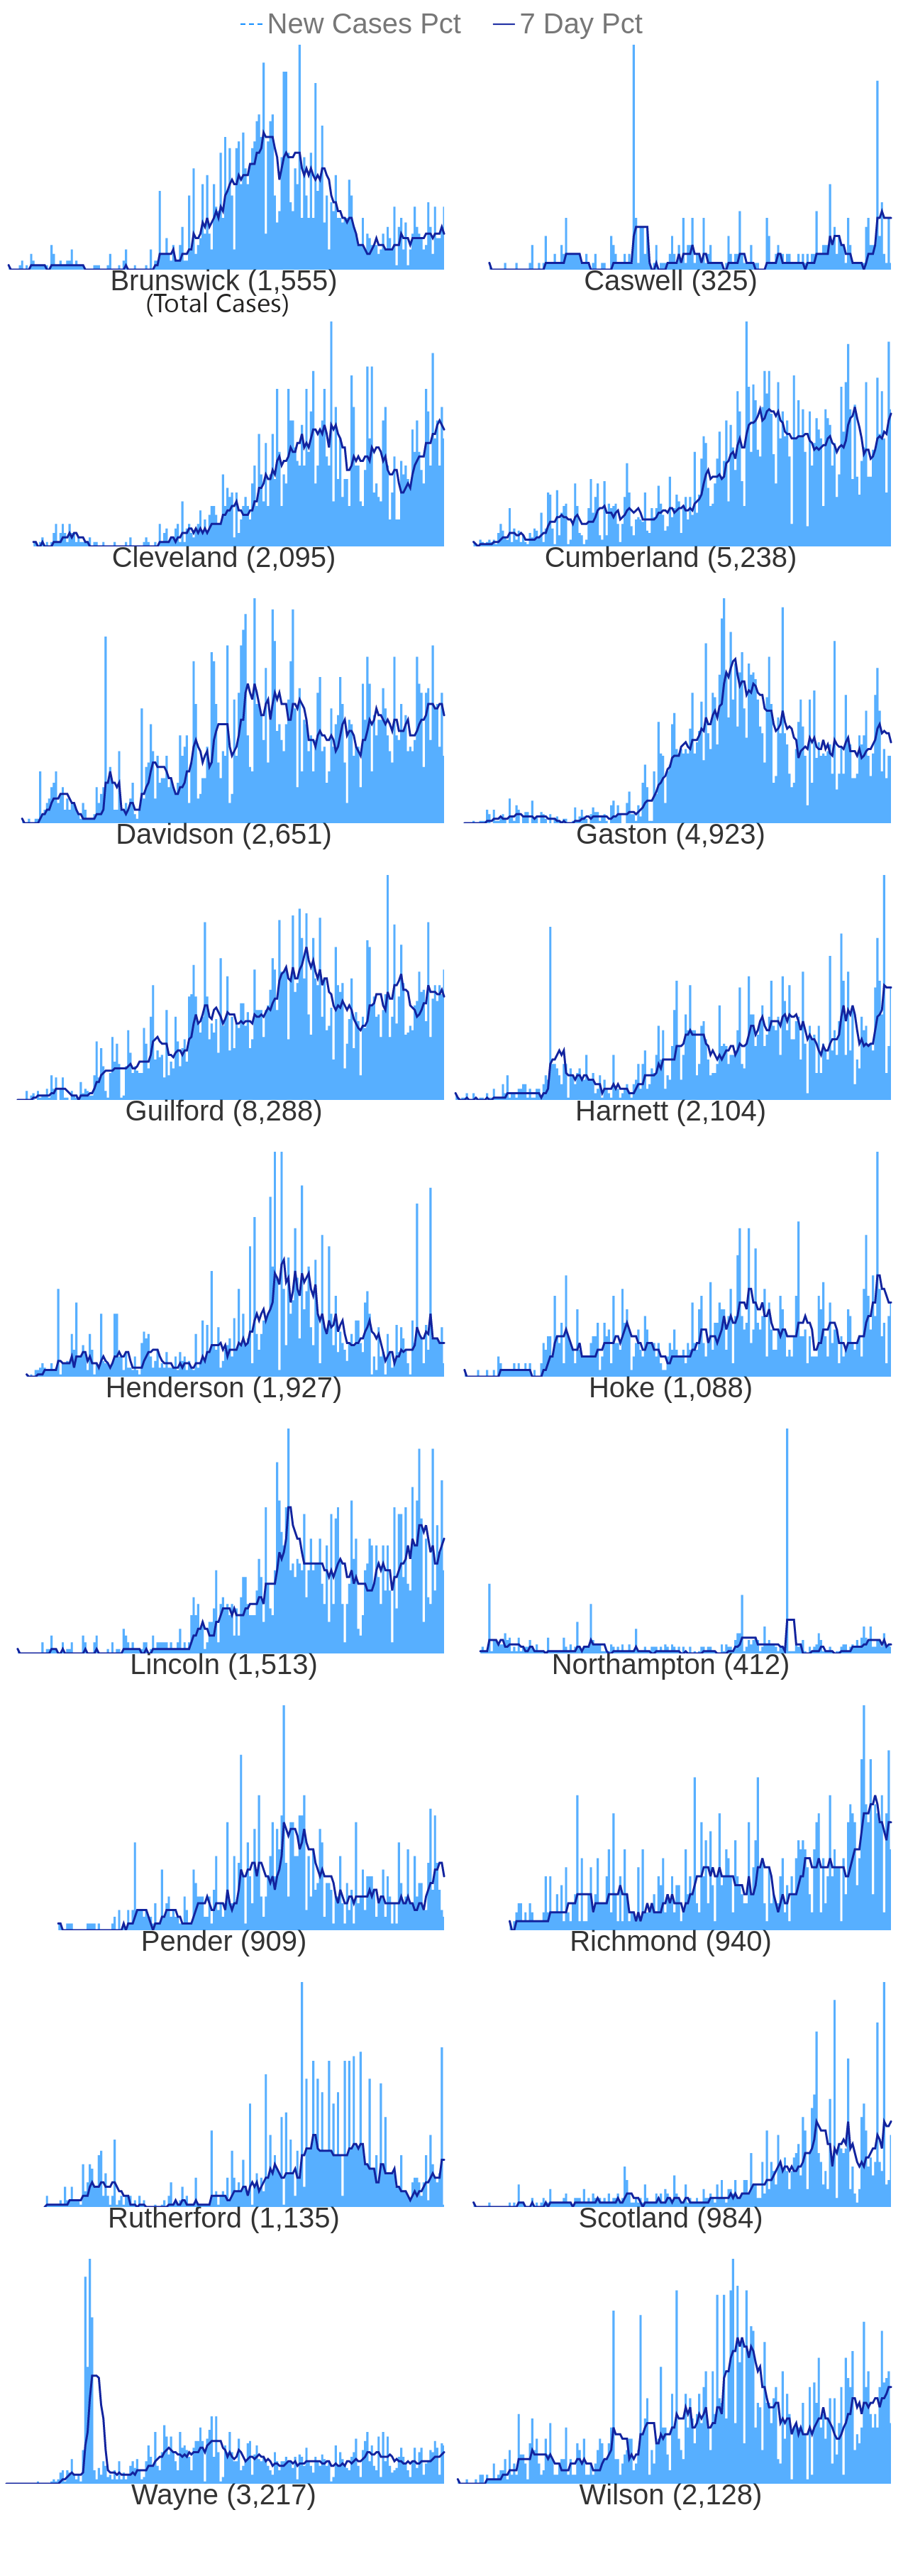 New Cases Pct 7 Day Pct
Brunswick (1,555) Caswell (325)
(Total Cases)
Cleveland (2,095) Cumberland (5,238)
Davidson (2,651) Gaston (4,923)
Guilford (8,288) Harnett (2,104)
Henderson (1,927) Hoke (1,088)
Lincoln (1,513) Northampton (412)
Pender (909) Richmond (940)
Rutherford (1,135) Scotland (984)
Wayne (3,217) Wilson (2,128)